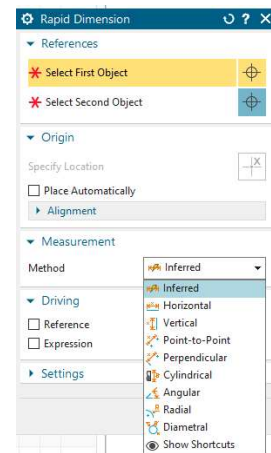 Rapid Dimension
References
* Select First Object
* Select Second Object
Origin
Specify Location
Place Automatically
Alignment
Measurement
Method Inferred
Inferred
Horizontal
Vertical
Point-to-Point
Perpendicular
Cylindrical
Angular
Radial
Diametral
Show Shortcuts
Driving
Reference
Expression
Settings